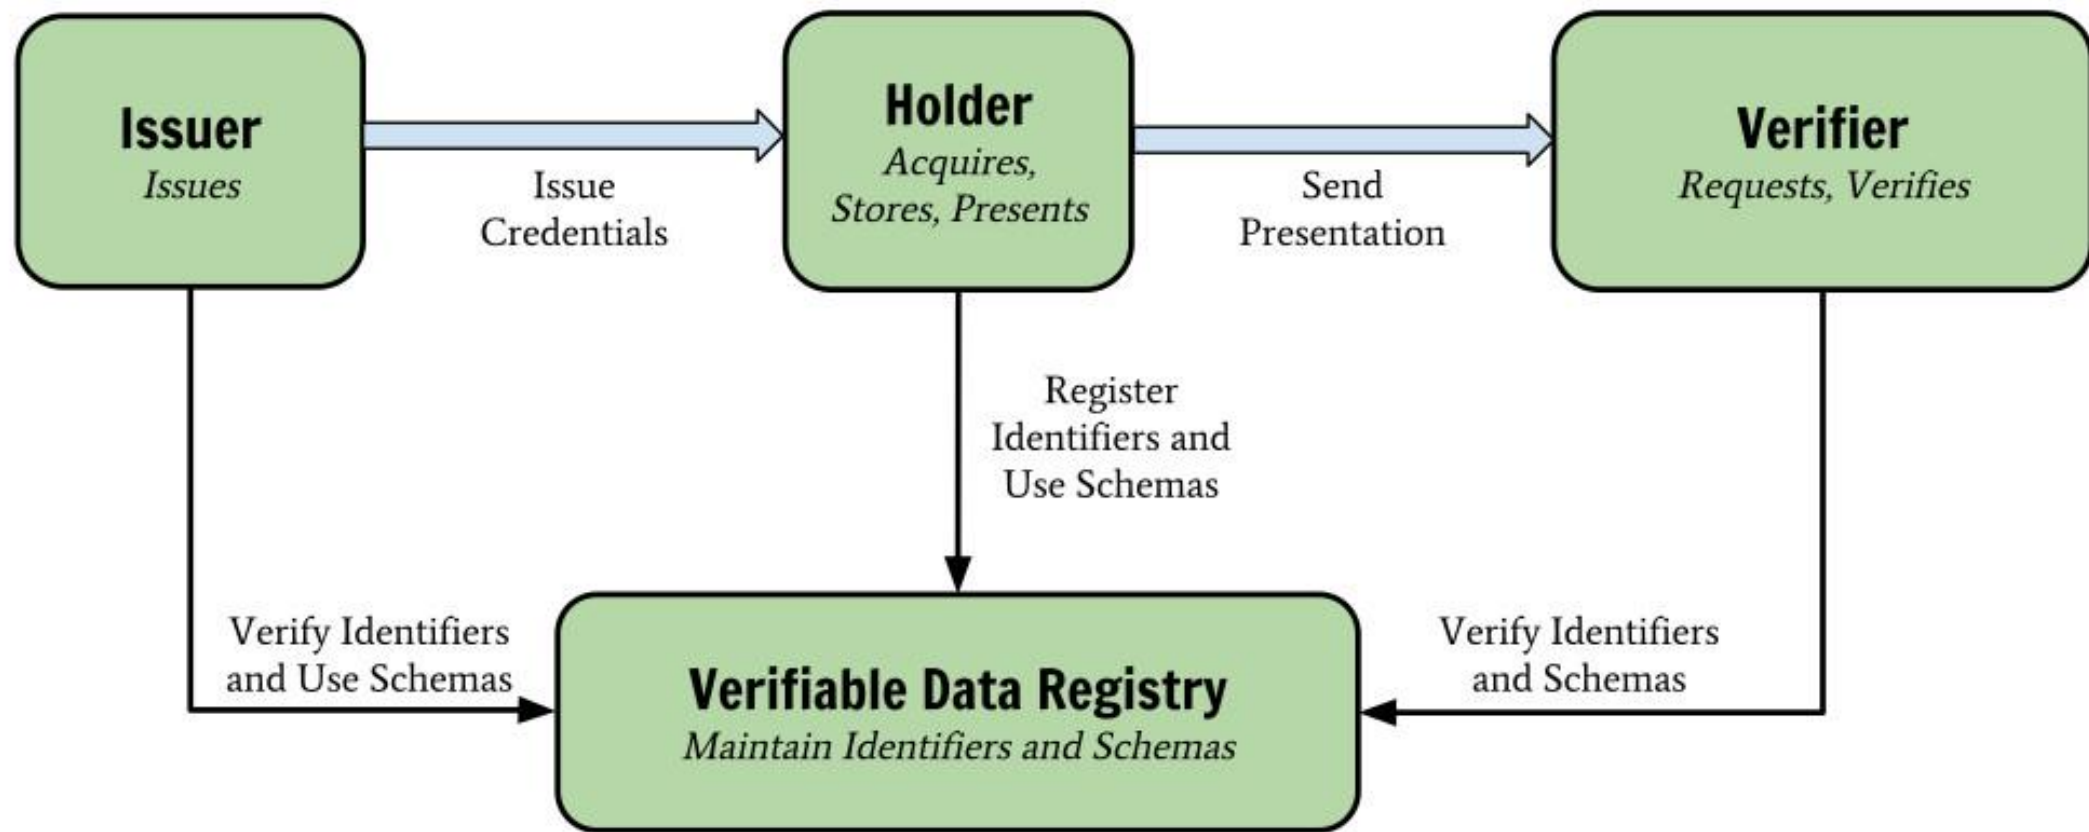 Issuer
Issues
Issue
Credentials
Holder
Acquires,
Stores, Presents
Send
Presentation
Verifier
Requests, Verifies
Register
Identifiers and
Use Schemas
Verify Identifiers
and Use Schemas
Verifiable Data Registry
Maintain Identifiers and Schemas
Verify Identifiers
and Schemas